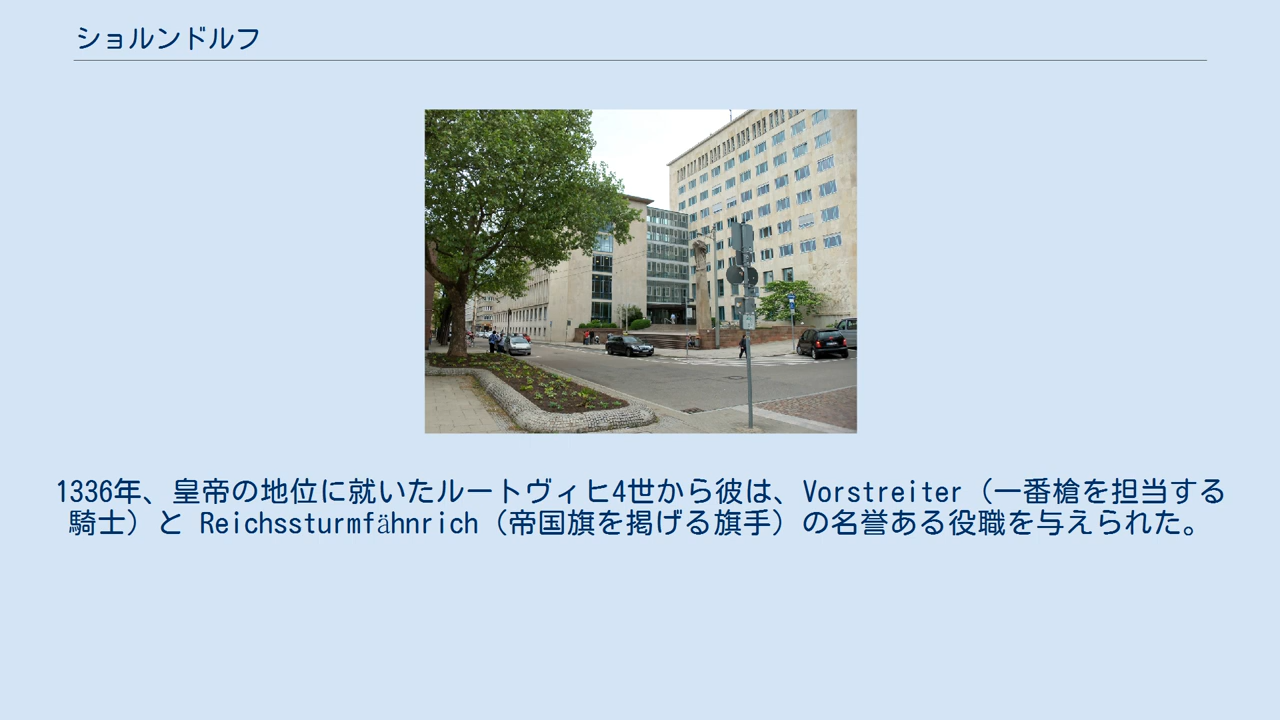 ショルンドルフ
1336年、皇帝の地位に就いたルートヴィヒ4世から彼は、Vorstreiter（一番槍を担当する
騎士）と Reichssturmfähnrich（帝国旗を掲げる旗手）の名誉ある役職を与えられた。